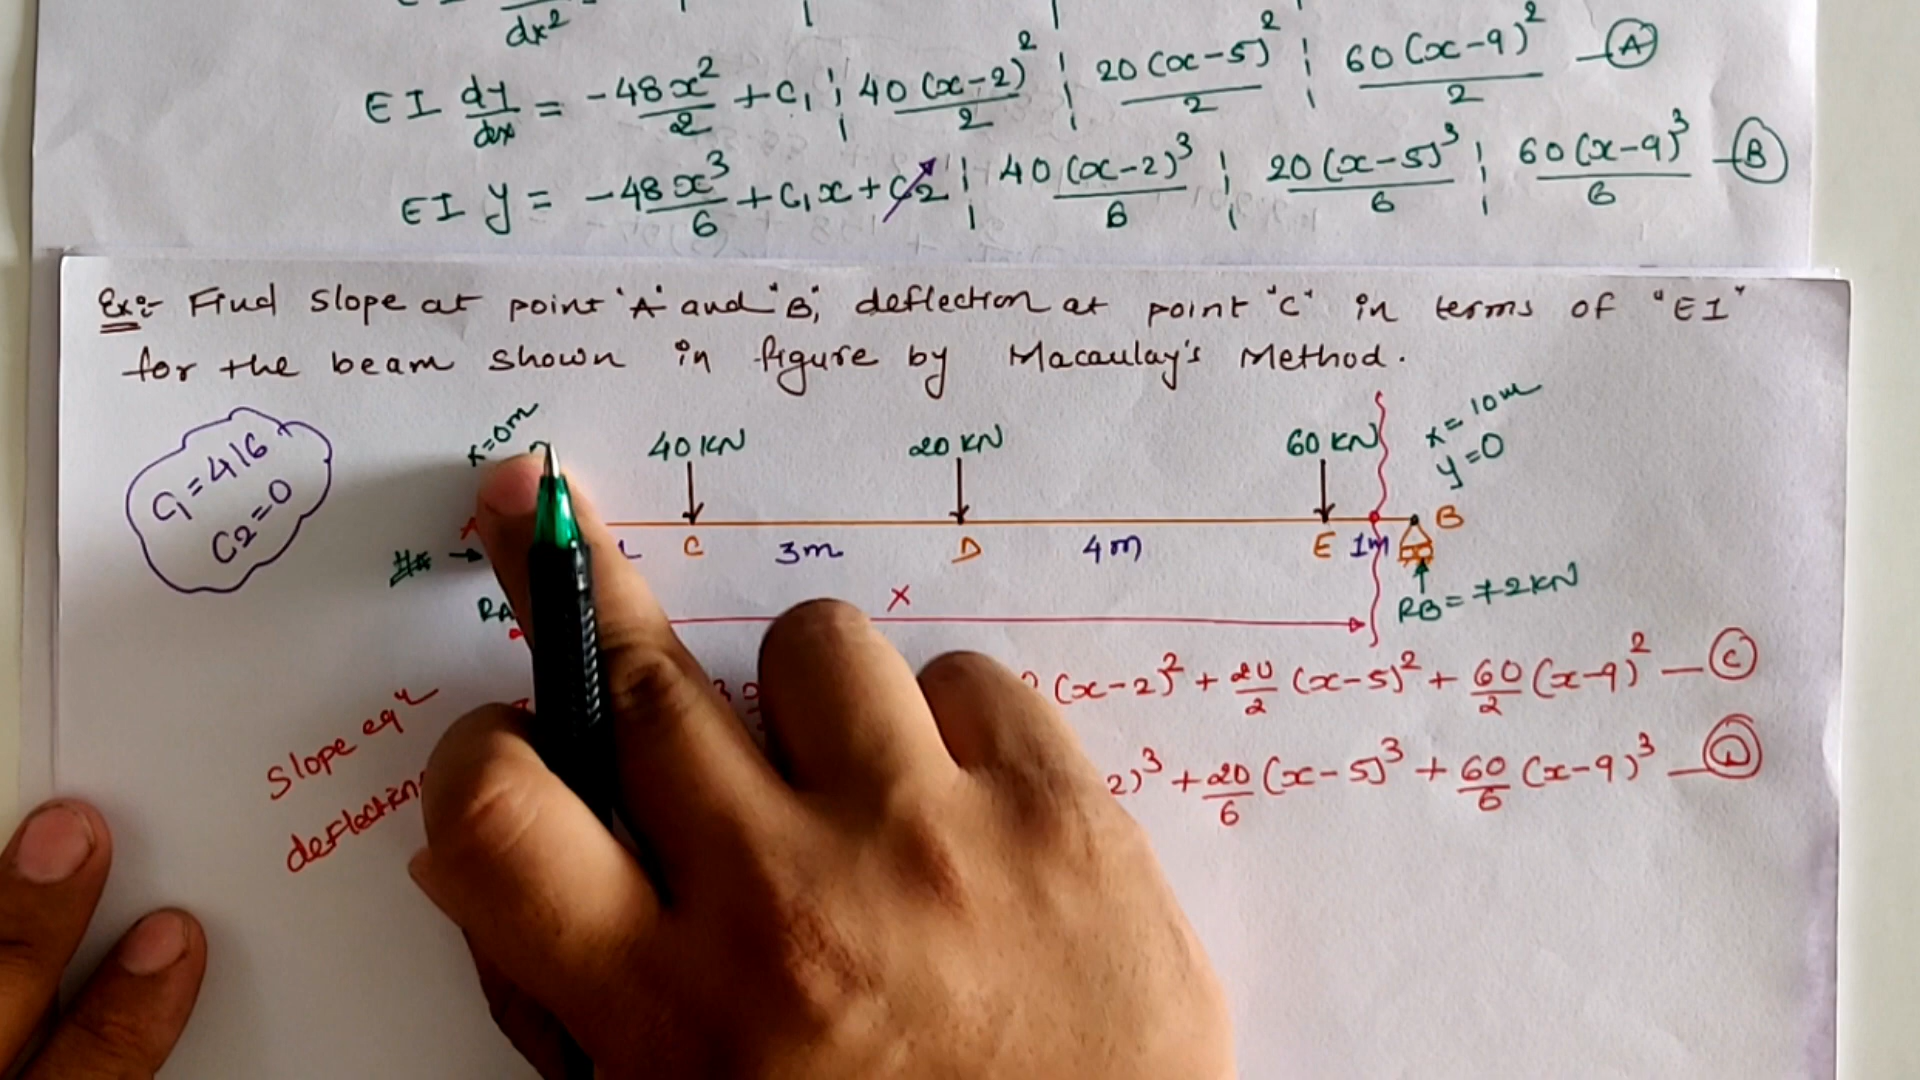 dx²
EI dy/dx = -48x²/2 + C₁ ¦ 40(x-2)²/2 ¦ 20(x-5)²/2 ¦ 60(x-9)²/2 — Ⓐ
EI y = -48x³/6 + C₁x + C₂ ¦ 40(x-2)³/6 ¦ 20(x-5)³/6 ¦ 60(x-9)³/6 — Ⓑ
Ex:- Find slope at point "A" and "B", deflection at point "C" in terms of "EI"
for the beam shown in figure by Macaulay's Method.
C₁ = 416
C₂ = 0
x=0m
40 KN
20 KN
60 KN
x=10m
y=0
C 3m D 4m E 1m B
RA
X
RB = 72KN
slope eqⁿ
(x-2)² + 20/2 (x-5)² + 60/2 (x-9)² — Ⓒ
deflection
2)³ + 20/6 (x-5)³ + 60/6 (x-9)³ — Ⓓ